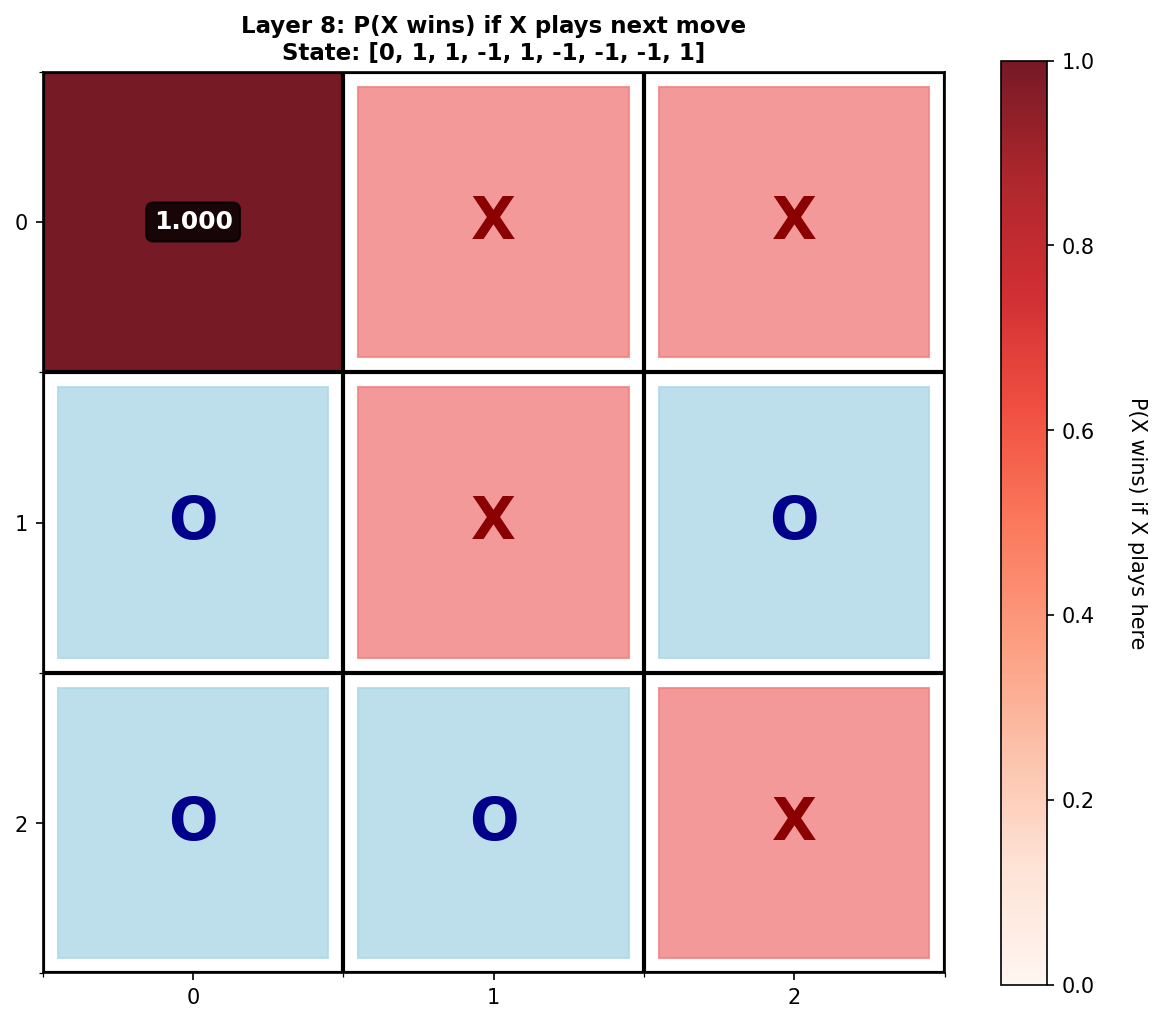 Layer 8: P(X wins) if X plays next move
State: [0, 1, 1, -1, 1, -1, -1, -1, 1]
0
1.000
X
X
1
O
X
O
2
O
O
X
0
1
2
1.0
0.8
0.6
0.4
0.2
0.0
P(X wins) if X plays here